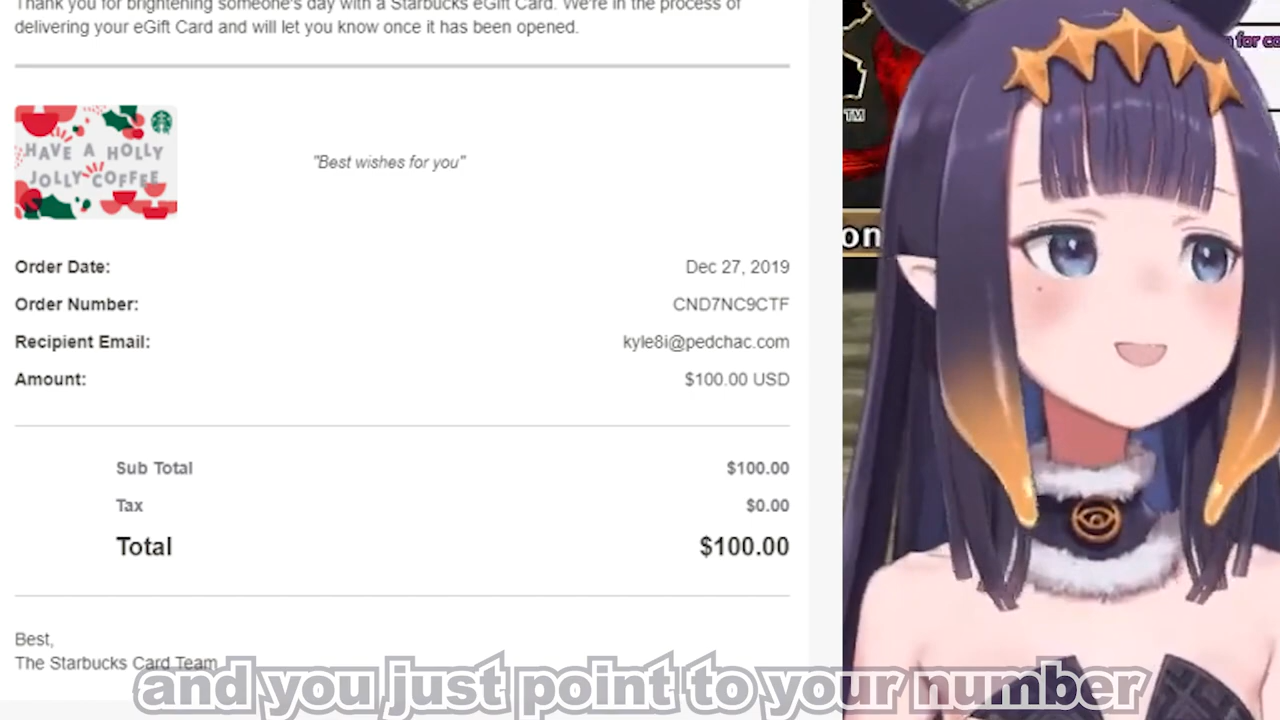 Thank you for brightening someone's day with a Starbucks eGift Card. We're in the process of
delivering your eGift Card and will let you know once it has been opened.
HAVE A HOLLY
JOLLY COFFEE
"Best wishes for you"
Order Date: Dec 27, 2019
Order Number: CND7NC9CTF
Recipient Email: kyle8i@pedchac.com
Amount: $100.00 USD
Sub Total $100.00
Tax $0.00
Total $100.00
Best,
The Starbucks Card Team
for
TM
on
and you just point to your number